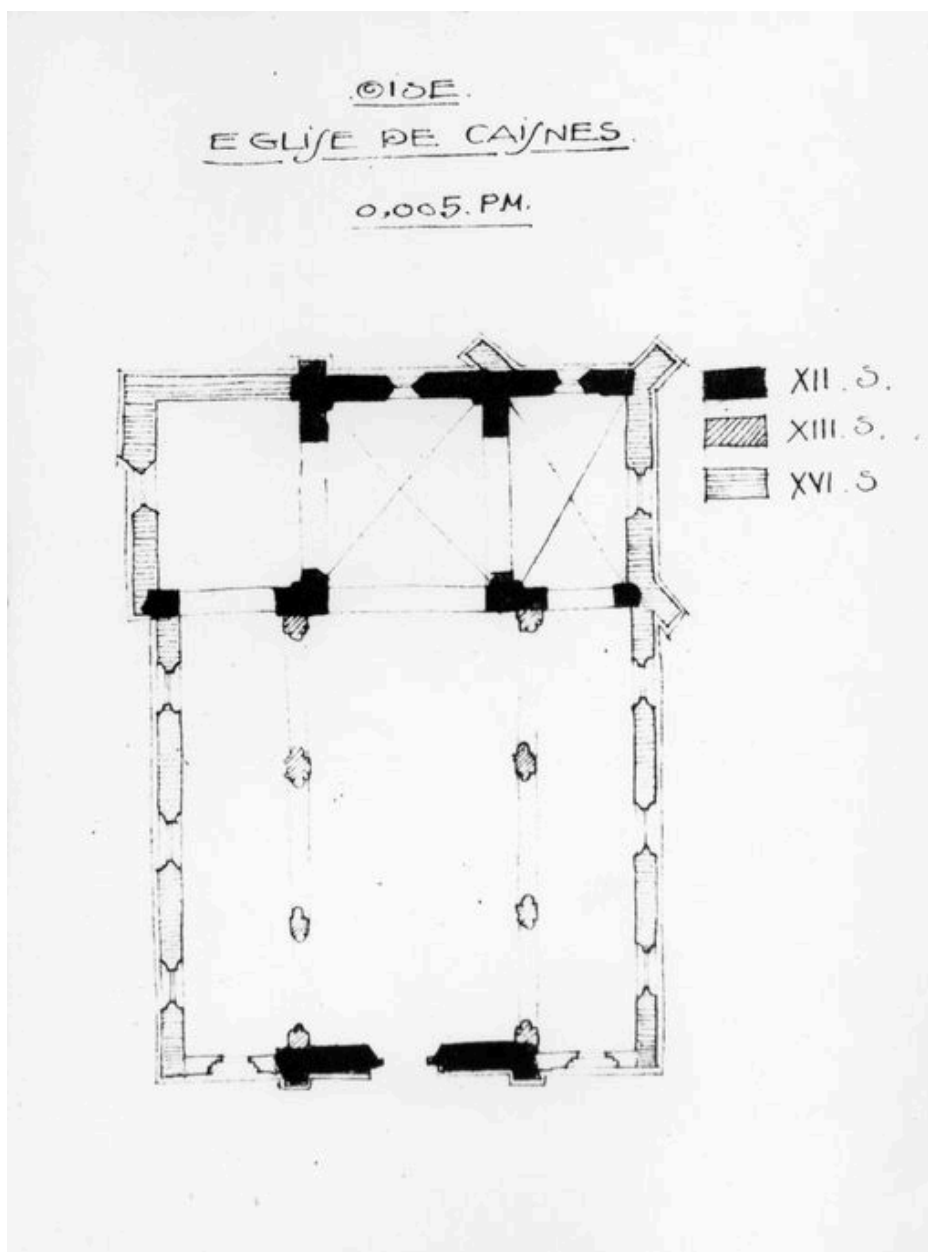 OISE.
EGLISE DE CAISNES.
0,005.PM.
XII.S.
XIII.S.
XVI.S